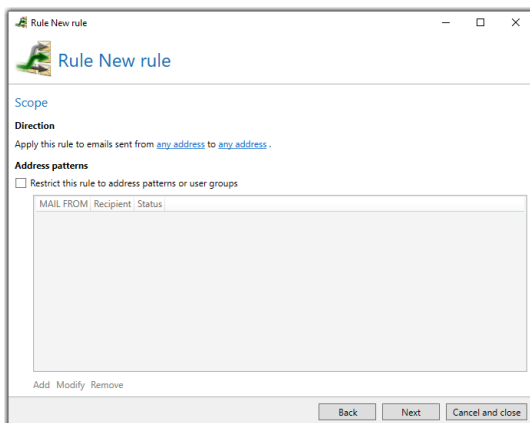 Rule New rule
Rule New rule
Scope
Direction
Apply this rule to emails sent from any address to any address .
Address patterns
Restrict this rule to address patterns or user groups
MAIL FROM Recipient Status
Add Modify Remove
Back Next Cancel and close